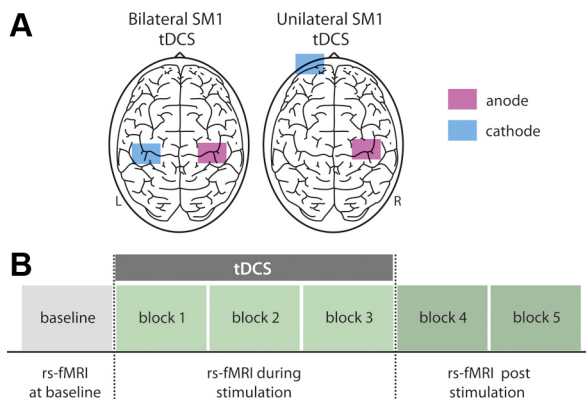 A
Bilateral SM1
tDCS
Unilateral SM1
tDCS
anode
cathode
L
R
B
tDCS
baseline
block 1
block 2
block 3
block 4
block 5
rs-fMRI
at baseline
rs-fMRI during
stimulation
rs-fMRI post
stimulation